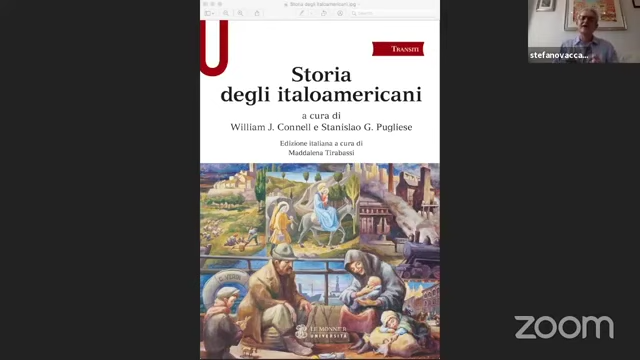 Storia degli italoamericani.jpg
Search
stefanovacca...
U
TRANSITI
Storia
degli italoamericani
a cura di
William J. Connell e Stanislao G. Pugliese
Edizione italiana a cura di
Maddalena Tirabassi
LE MONNIER
UNIVERSITÀ
zoom